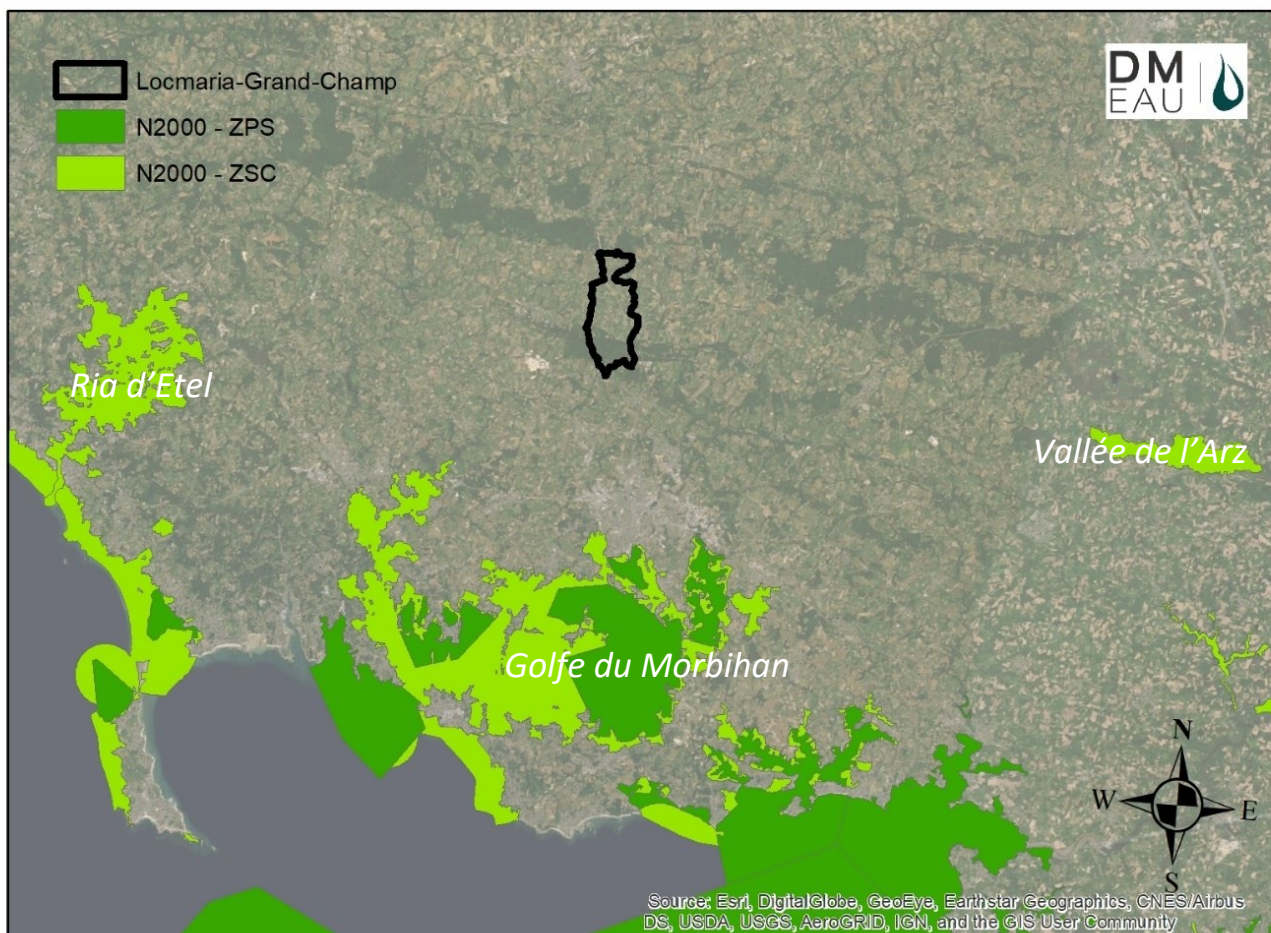 Locmaria-Grand-Champ
N2000 - ZPS
N2000 - ZSC
DM
EAU
Ria d'Etel
Vallée de l'Arz
Golfe du Morbihan
N
W
E
S
Source: Esri, DigitalGlobe, GeoEye, Earthstar Geographics, CNES/Airbus
DS, USDA, USGS, AeroGRID, IGN, and the GIS User Community